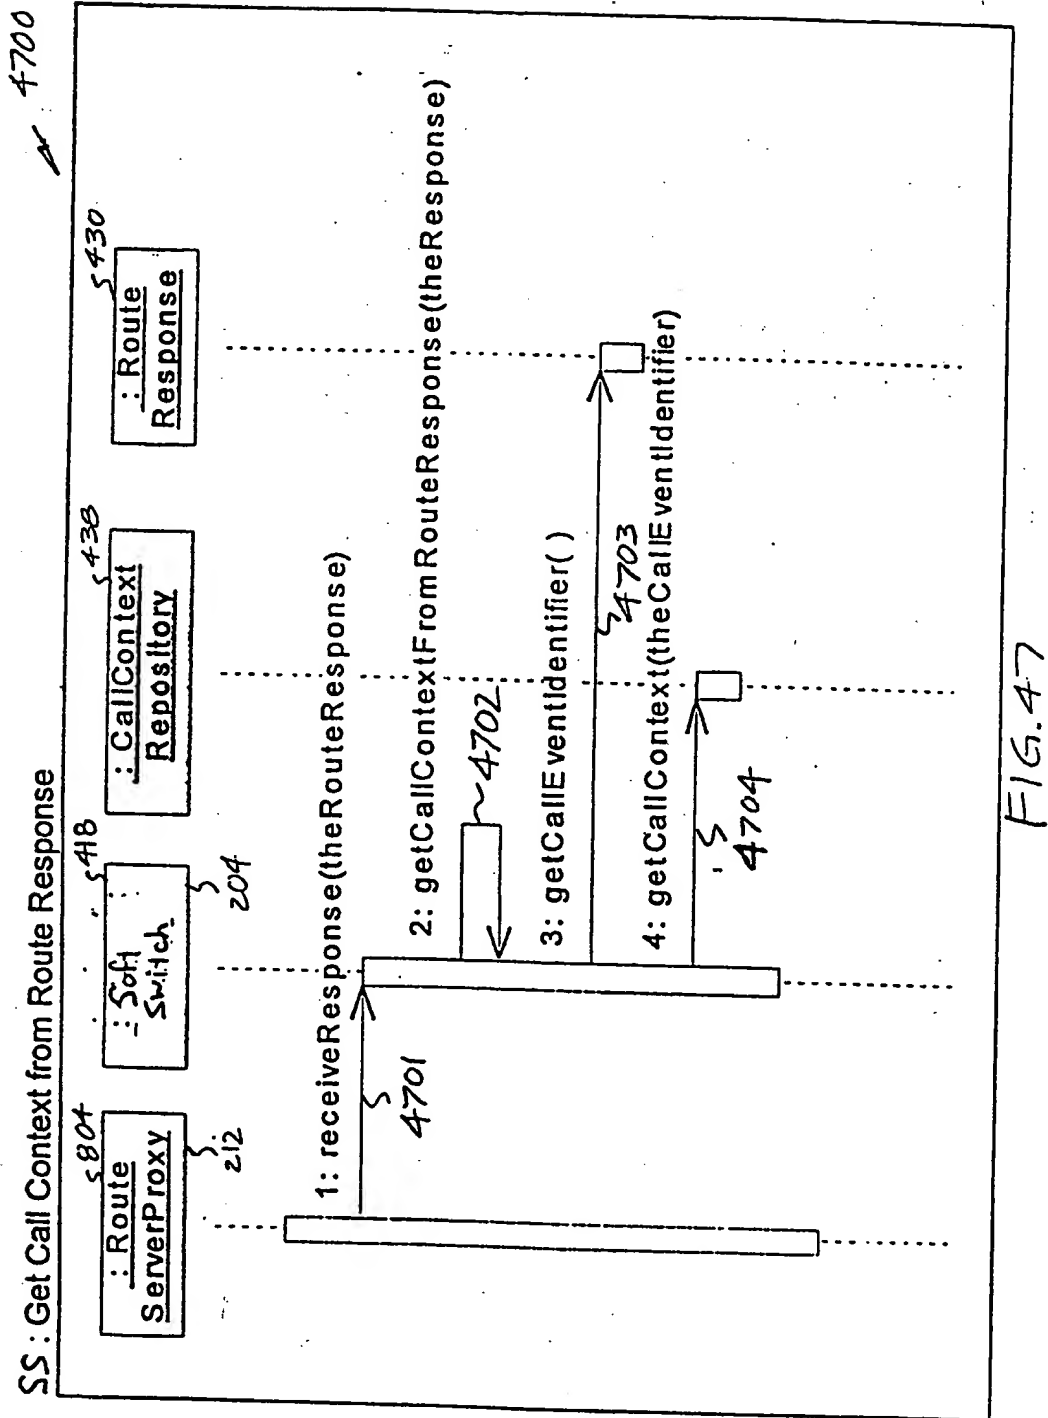 4700
SS : Get Call Context from Route Response
804
: Route
ServerProxy
212
418
: Soft
Switch
204
438
: CallContext
Repository
430
: Route
Response
1: receiveResponse(theRouteResponse)
4701
2: getCallContextFromRouteResponse(theResponse)
4702
3: getCallEventIdentifier( )
4703
4: getCallContext(theCallEventIdentifier)
4704
FIG. 47